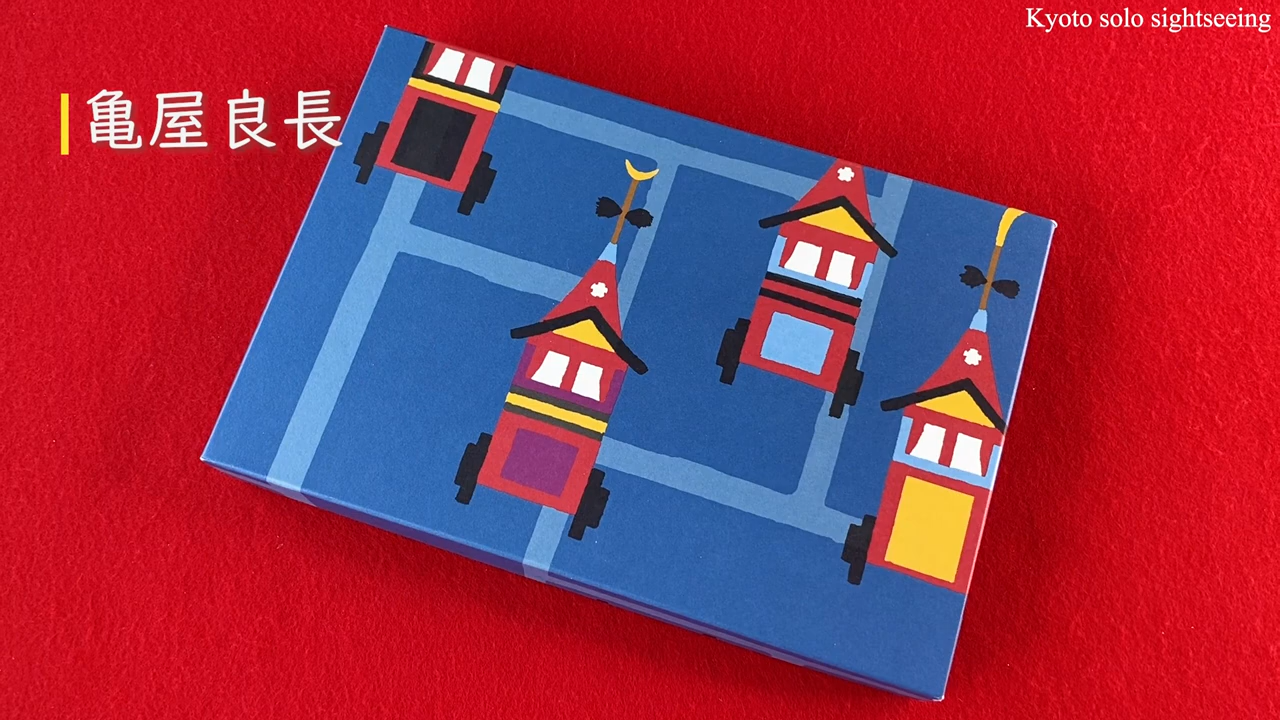 Kyoto solo sightseeing
亀屋良長